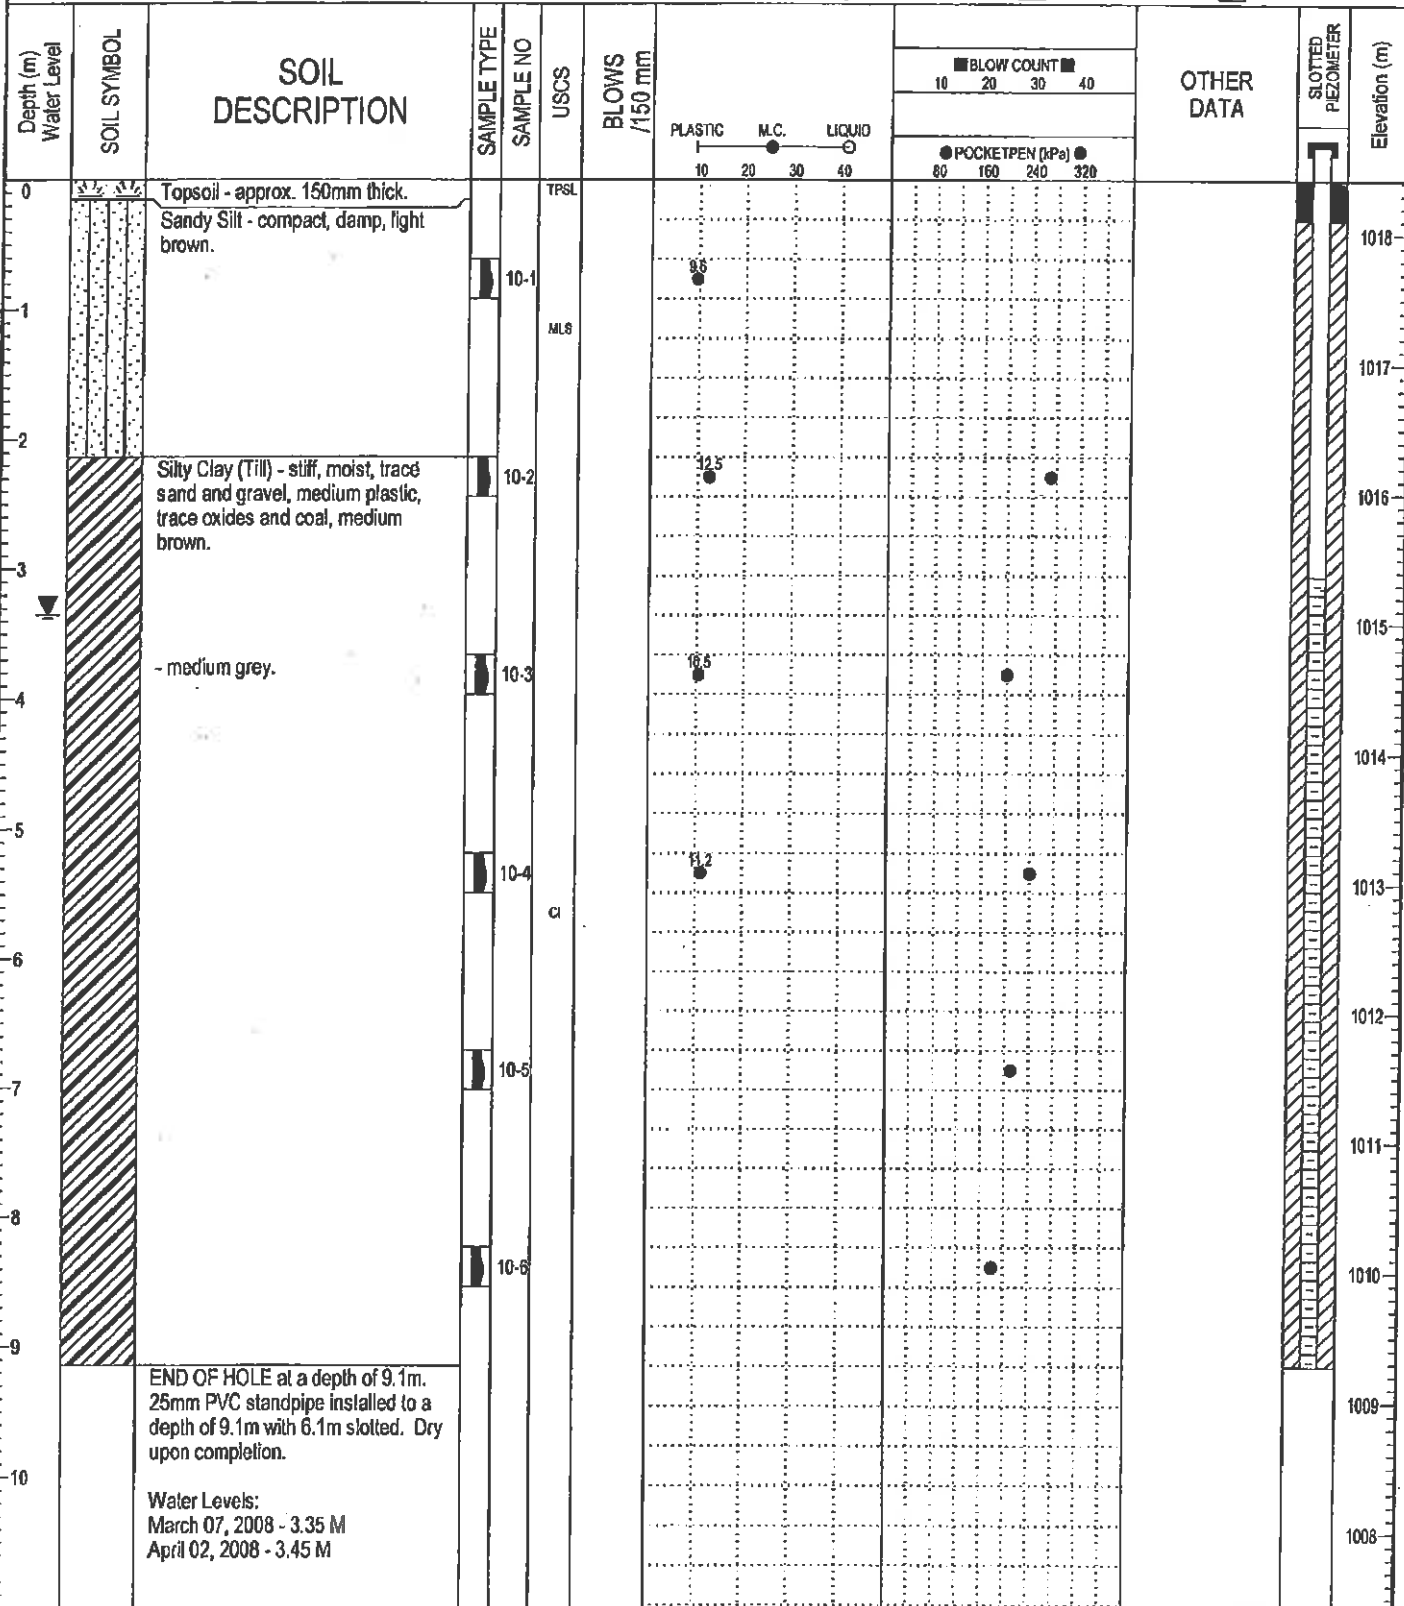 Depth (m)
Water Level
SOIL SYMBOL
SOIL
DESCRIPTION
SAMPLE TYPE
SAMPLE NO
USCS
BLOWS
/150 mm
PLASTIC M.C. LIQUID
10 20 30 40
■BLOW COUNT■
10 20 30 40
●POCKETPEN (kPa)●
80 160 240 320
OTHER
DATA
SLOTTED
PIEZOMETER
Elevation (m)
0
Topsoil - approx. 150mm thick.
TPSL
Sandy Silt - compact, damp, light
brown.
1018
10-1
9.6
1
MLS
1017
2
Silty Clay (Till) - stiff, moist, trace
sand and gravel, medium plastic,
trace oxides and coal, medium
brown.
10-2
12.5
1016
3
1015
- medium grey.
10-3
10.5
4
1014
5
10-4
11.2
1013
CI
6
1012
10-5
7
1011
8
10-6
1010
9
END OF HOLE at a depth of 9.1m.
25mm PVC standpipe installed to a
depth of 9.1m with 6.1m slotted. Dry
upon completion.
1009
10
Water Levels:
March 07, 2008 - 3.35 M
April 02, 2008 - 3.45 M
1008